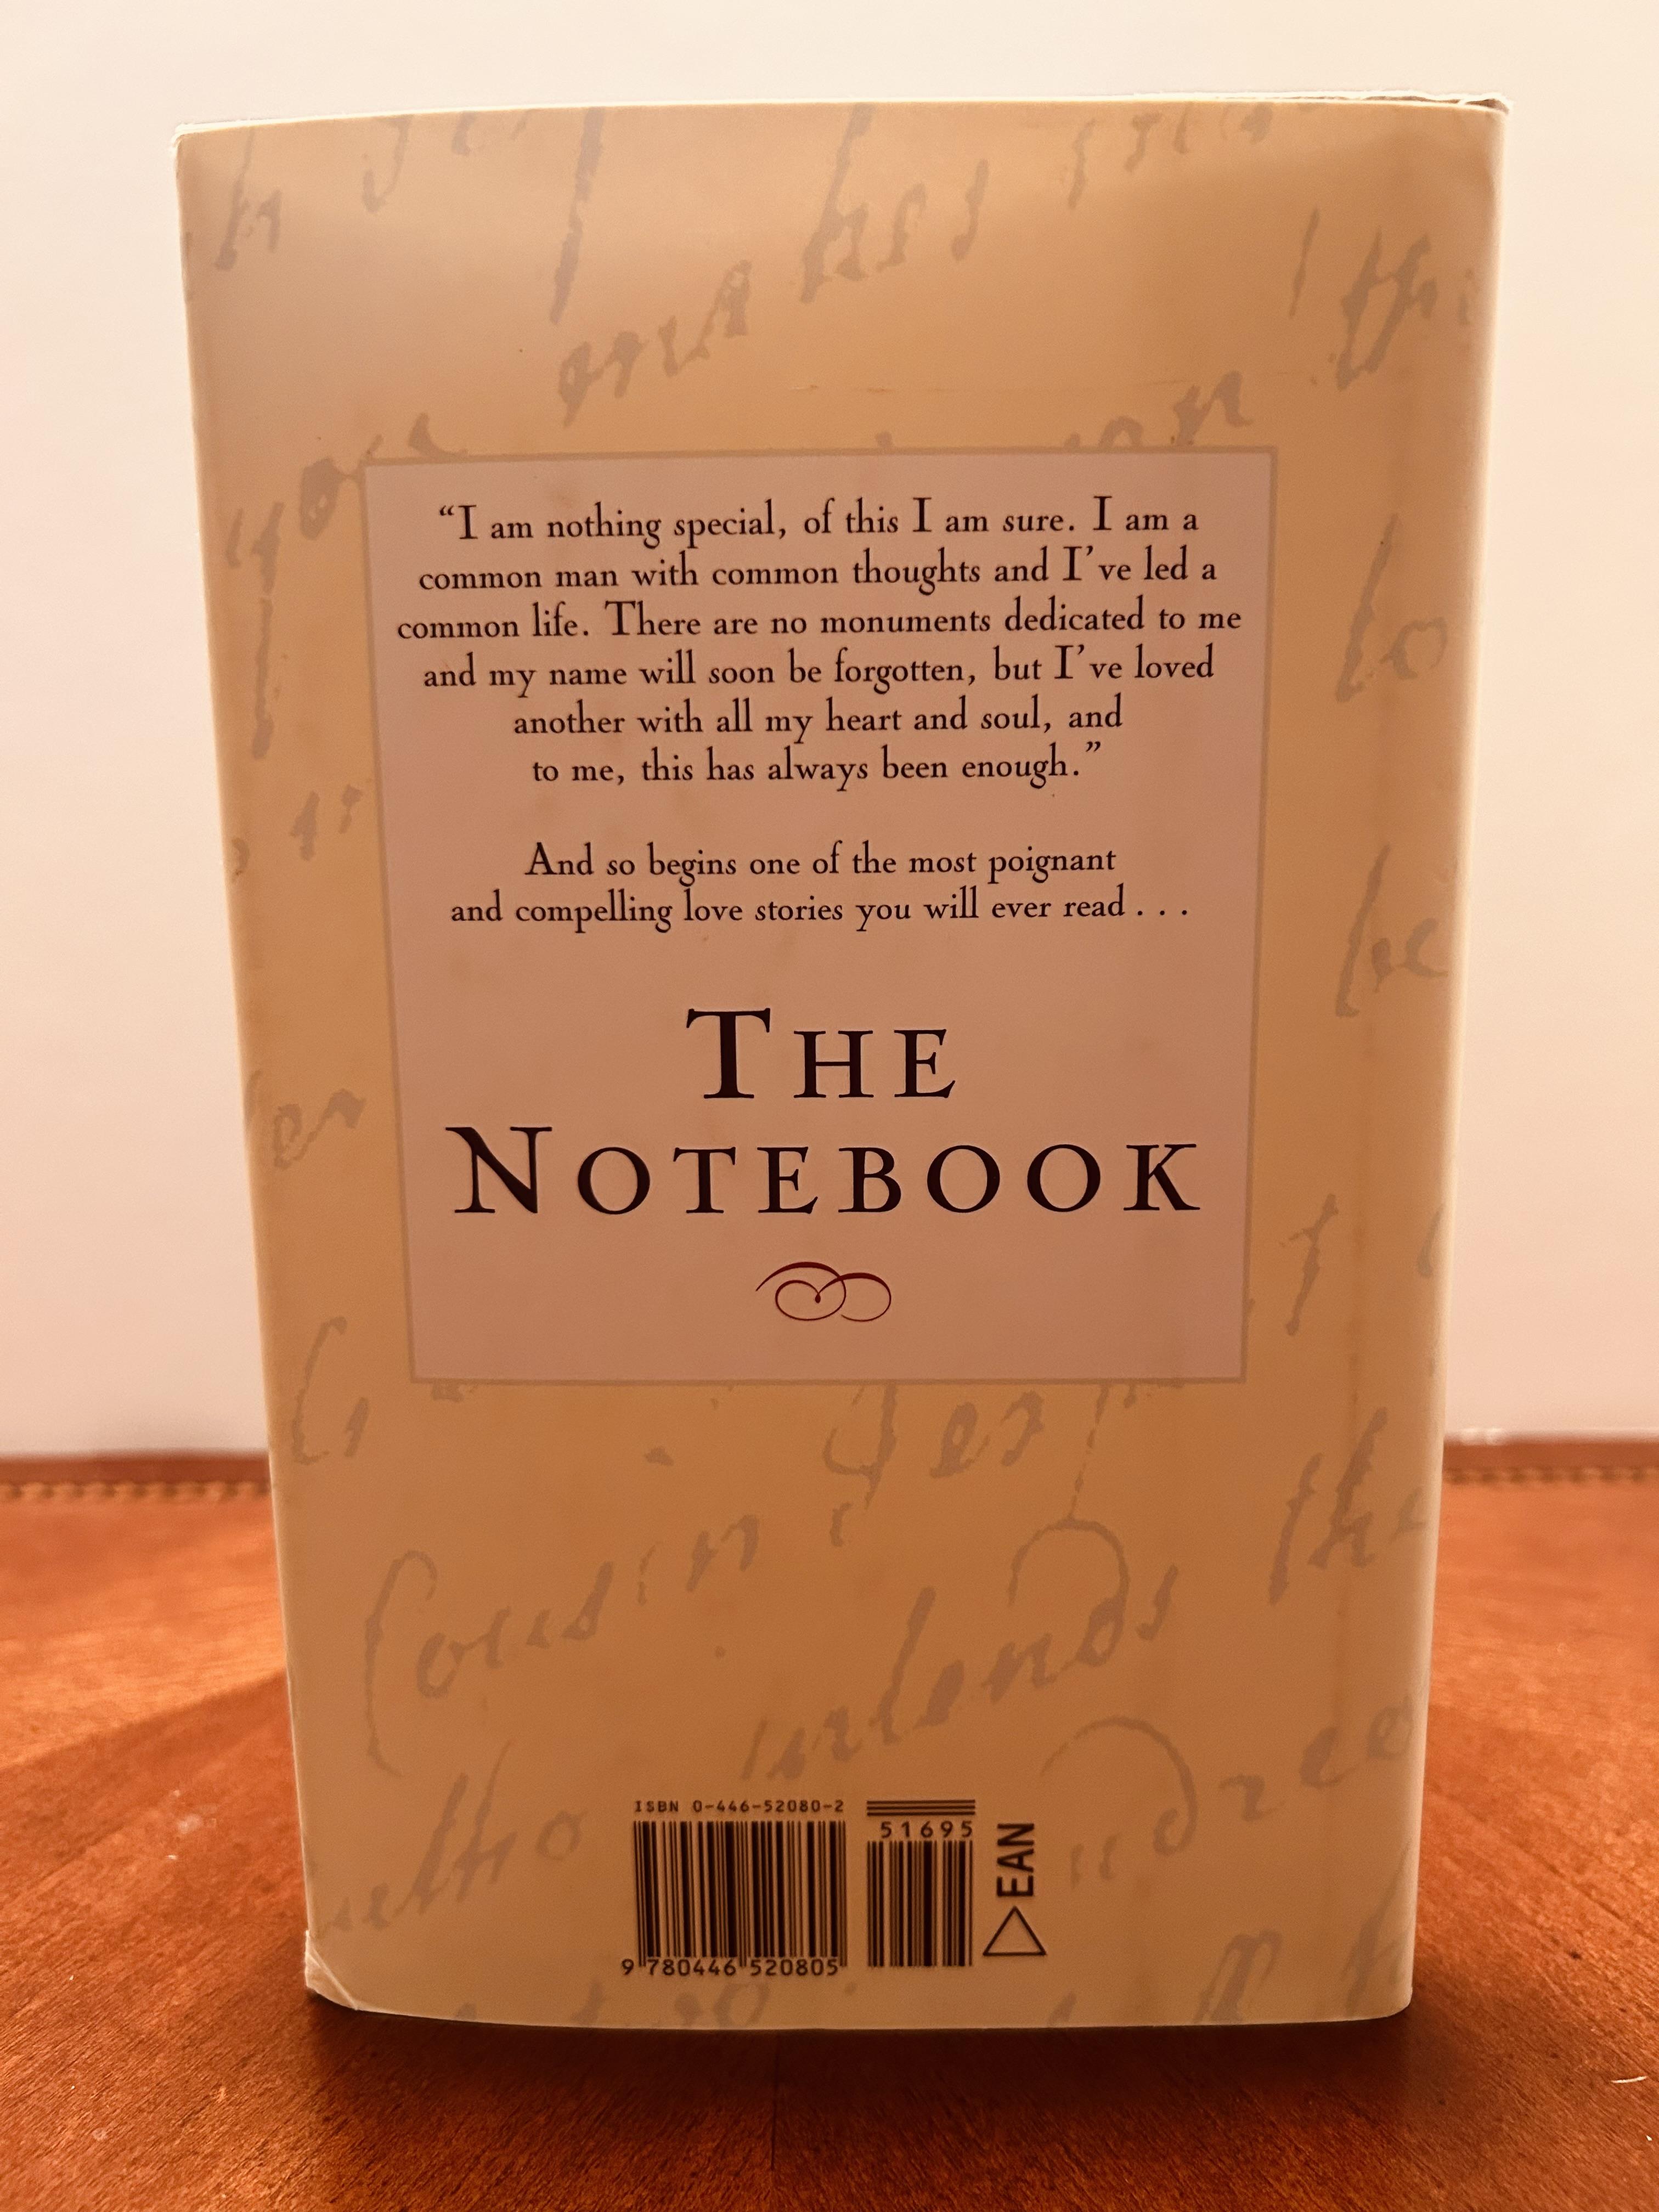 “I am nothing special, of this I am sure. I am a
common man with common thoughts and I’ve led a
common life. There are no monuments dedicated to me
and my name will soon be forgotten, but I’ve loved
another with all my heart and soul, and
to me, this has always been enough.”
And so begins one of the most poignant
and compelling love stories you will ever read . . .
THE
NOTEBOOK
ISBN 0-446-52080-2
51695
EAN
9 780446 520805